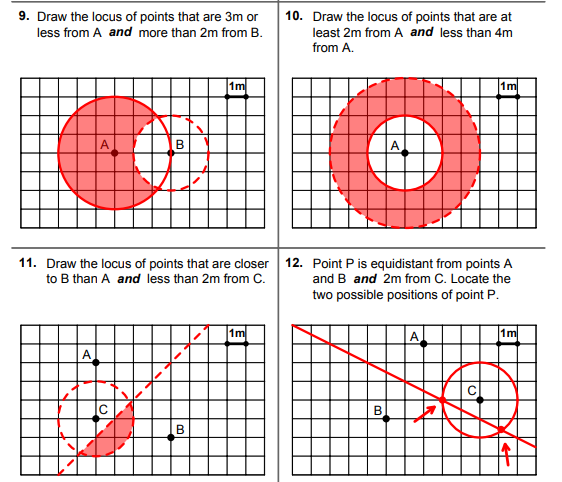 9. Draw the locus of points that are 3m or
less from A and more than 2m from B.
1m
A
B
10. Draw the locus of points that are at
least 2m from A and less than 4m
from A.
1m
A
11. Draw the locus of points that are closer
to B than A and less than 2m from C.
1m
A
C
B
12. Point P is equidistant from points A
and B and 2m from C. Locate the
two possible positions of point P.
1m
A
C
B